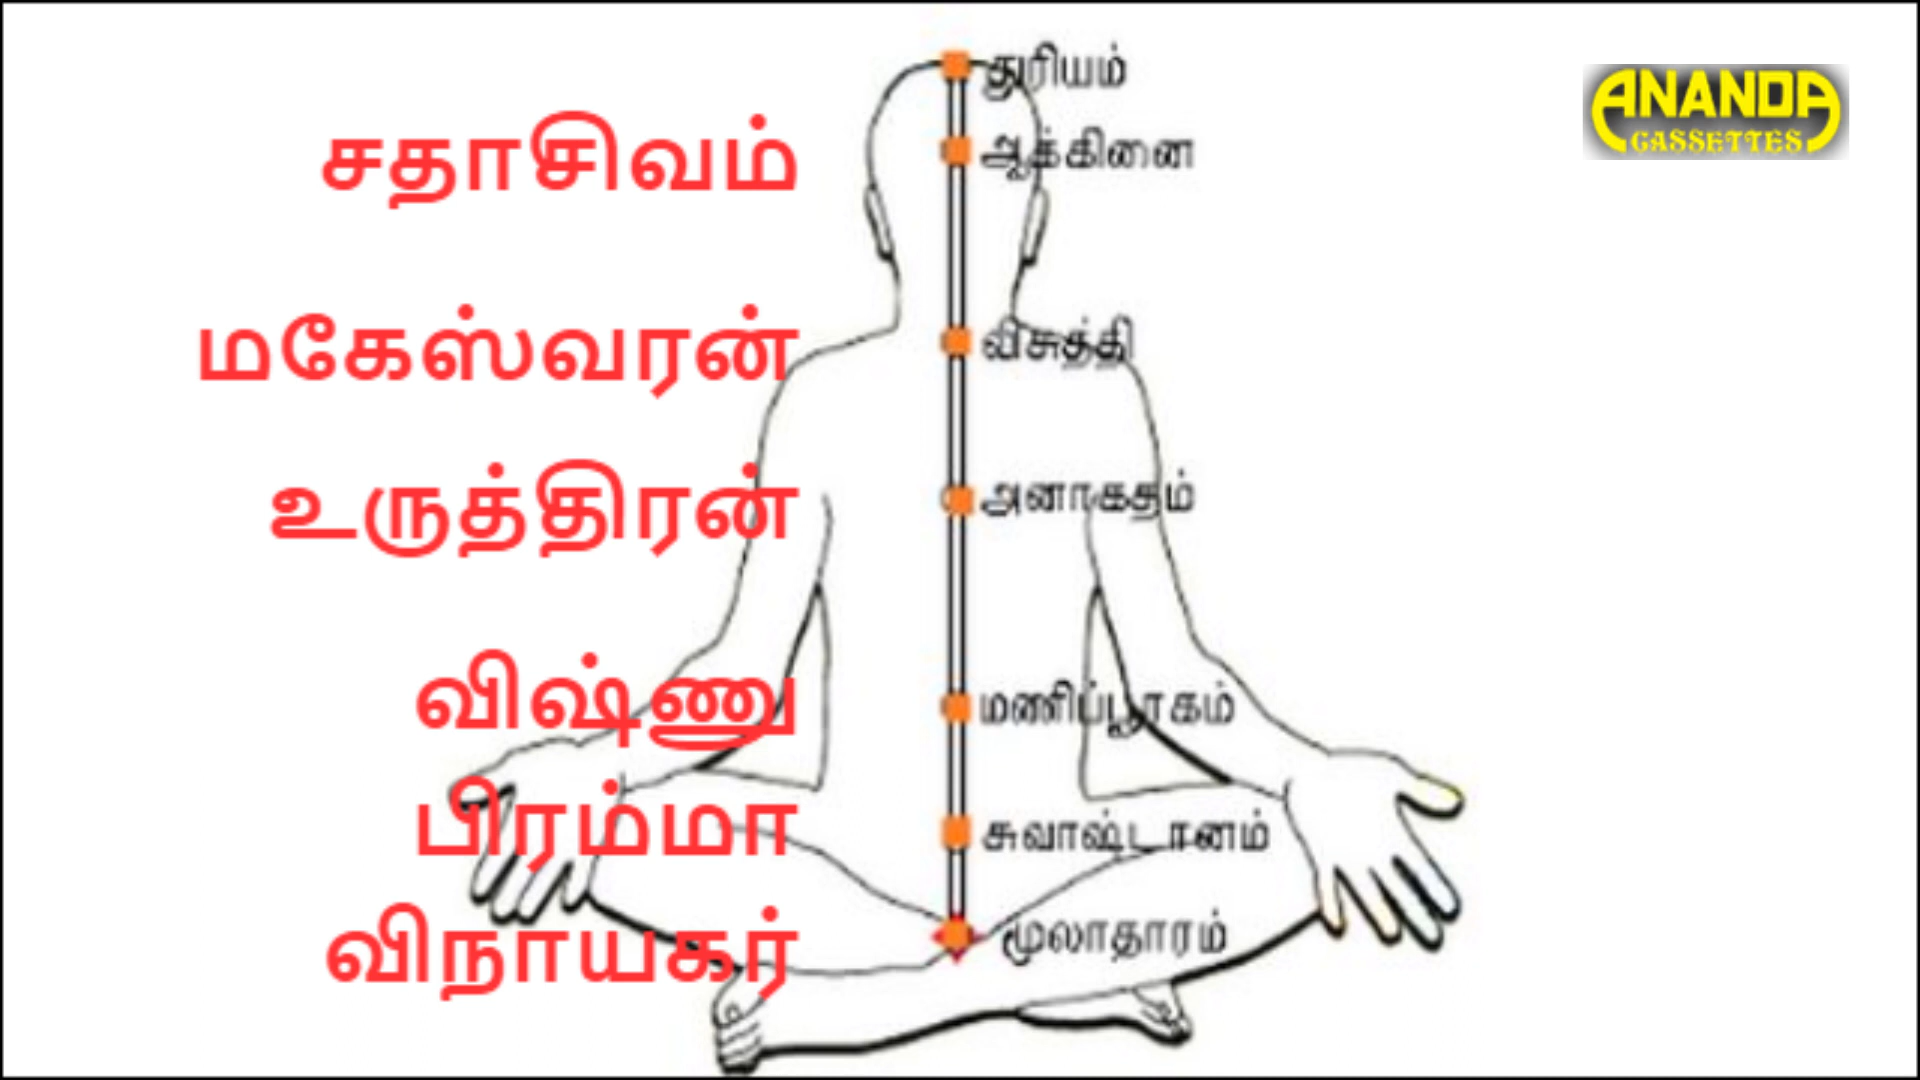 துரியம்
ANANDA
CASSETTES
சதாசிவம்
ஆக்கினை
மகேஸ்வரன்
விசுத்தி
உருத்திரன்
அனாகதம்
விஷ்ணு
மணிப்பூரகம்
பிரம்மா
சுவாஷ்டானம்
விநாயகர்
மூலாதாரம்